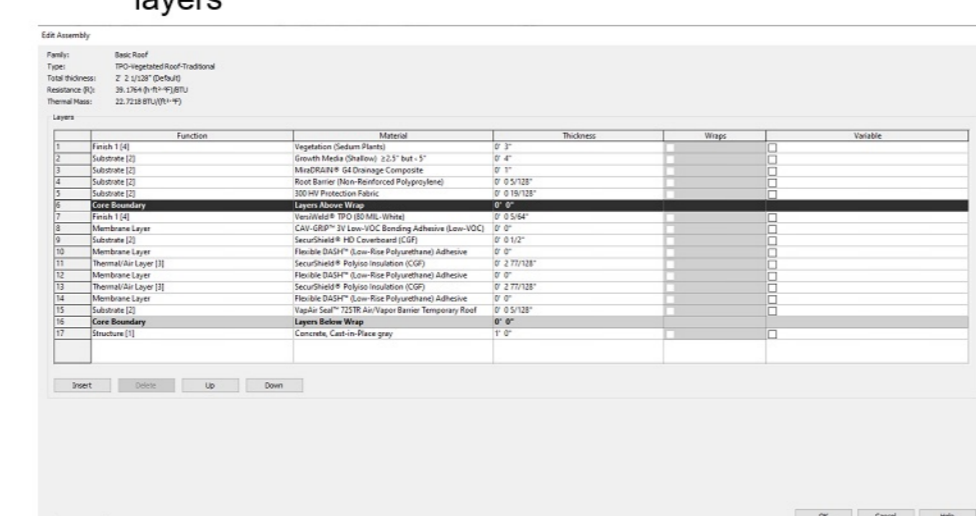 layers
Edit Assembly
Family: Basic Roof
Type: TPO-Vegetated Roof-Traditional
Total thickness: 2' 2 1/128" (Default)
Resistance (R): 39.1764 (h·ft²·°F)/BTU
Thermal Mass: 22.7218 BTU/(ft²·°F)
Layers
Function Material Thickness Wraps Variable
1 Finish 1 [4] Vegetation (Sedum Plants) 0' 3"
2 Substrate [2] Growth Media (Shallow) ≥2.5" but - 5" 0' 4"
3 Substrate [2] MiraDRAIN® G4 Drainage Composite 0' 1"
4 Substrate [2] Root Barrier (Non-Reinforced Polyproylene) 0' 0 5/128"
5 Substrate [2] 300 HV Protection Fabric 0' 0 19/128"
6 Core Boundary Layers Above Wrap 0' 0"
7 Finish 1 [4] VersiWeld® TPO (80 MIL-White) 0' 0 5/64"
8 Membrane Layer CAV-GRIP™ 3V Low-VOC Bonding Adhesive (Low-VOC) 0' 0"
9 Substrate [2] SecurShield® HD Coverboard (CGF) 0' 0 1/2"
10 Membrane Layer Flexible DASH™ (Low-Rise Polyurethane) Adhesive 0' 0"
11 Thermal/Air Layer [3] SecurShield® Polyiso Insulation (CGF) 0' 2 77/128"
12 Membrane Layer Flexible DASH™ (Low-Rise Polyurethane) Adhesive 0' 0"
13 Thermal/Air Layer [3] SecurShield® Polyiso Insulation (CGF) 0' 2 77/128"
14 Membrane Layer Flexible DASH™ (Low-Rise Polyurethane) Adhesive 0' 0"
15 Substrate [2] VapAir Seal™ 725TR Air/Vapor Barrier Temporary Roof 0' 0 5/128"
16 Core Boundary Layers Below Wrap 0' 0"
17 Structure [1] Concrete, Cast-in-Place gray 1' 0"
Insert Delete Up Down